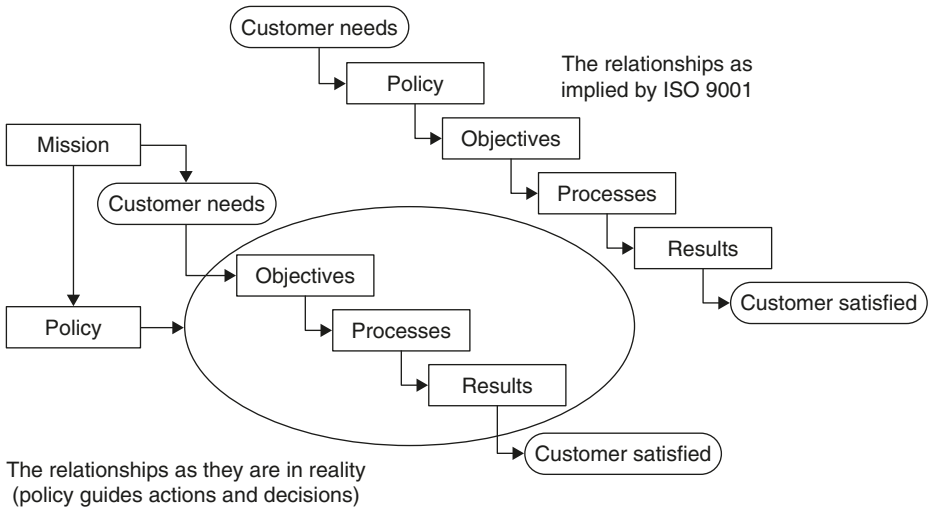 Customer needs
Policy
Objectives
Processes
Results
Customer satisfied
The relationships as
implied by ISO 9001
Mission
Customer needs
Policy
Objectives
Processes
Results
Customer satisfied
The relationships as they are in reality
(policy guides actions and decisions)